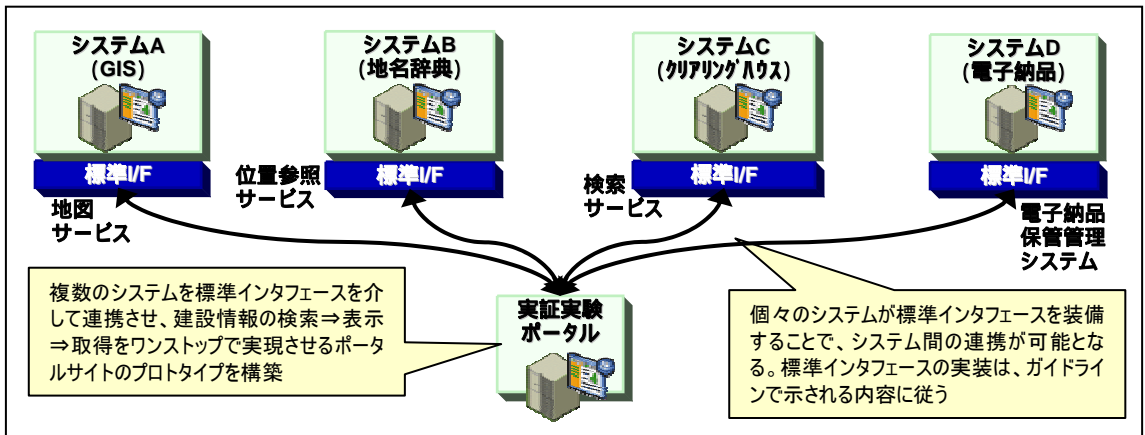 システムA
(GIS)
標準I/F
地図
サービス
システムB
(地名辞典)
標準I/F
位置参照
サービス
システムC
(ｸﾘｱﾘﾝｸﾞﾊｳｽ)
標準I/F
検索
サービス
システムD
(電子納品)
標準I/F
電子納品
保管管理
システム
複数のシステムを標準インタフェースを介
して連携させ、建設情報の検索⇒表示
⇒取得をワンストップで実現させるポータ
ルサイトのプロトタイプを構築
実証実験
ポータル
個々のシステムが標準インタフェースを装備
することで、システム間の連携が可能とな
る。標準インタフェースの実装は、ガイドライ
ンで示される内容に従う